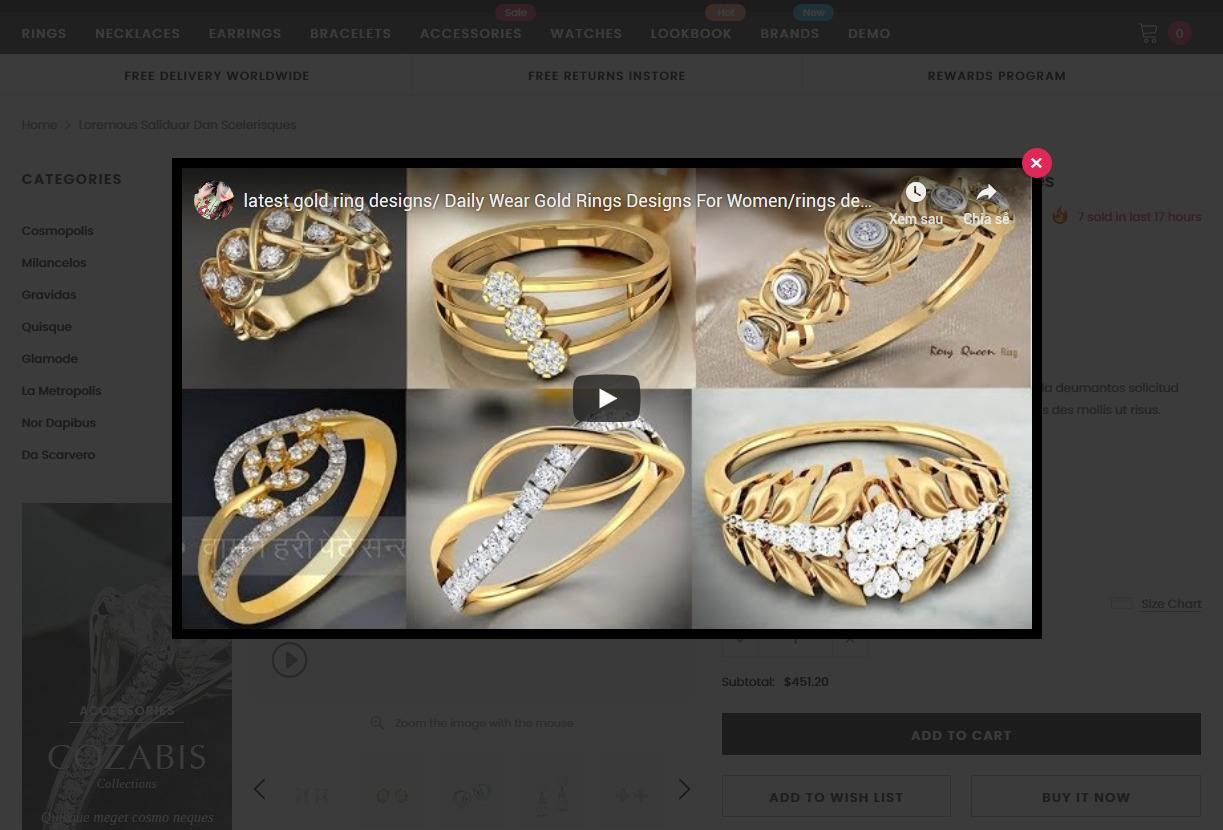 Sale
Hot
New
RINGS
NECKLACES
EARRINGS
BRACELETS
ACCESSORIES
WATCHES
LOOKBOOK
BRANDS
DEMO
0
FREE DELIVERY WORLDWIDE
FREE RETURNS INSTORE
REWARDS PROGRAM
Home > Loremous Saliduar Dan Scelerisques
CATEGORIES
Cosmopolis
Milancelos
Gravidas
Quisque
Glamode
La Metropolis
Nor Dapibus
Da Scarvero
latest gold ring designs/ Daily Wear Gold Rings Designs For Women/rings de...
Xem sau
Chia sẻ
7 sold in last 17 hours
Rosy Queen Ring
deumantos solicitud
des mollis ut risus.
हरी पेठे
Size Chart
Subtotal: $451.20
Zoom the image with the mouse
ADD TO CART
ADD TO WISH LIST
BUY IT NOW
ACCESSORIES
COZABIS
Collections
Quisque meget cosmo neques